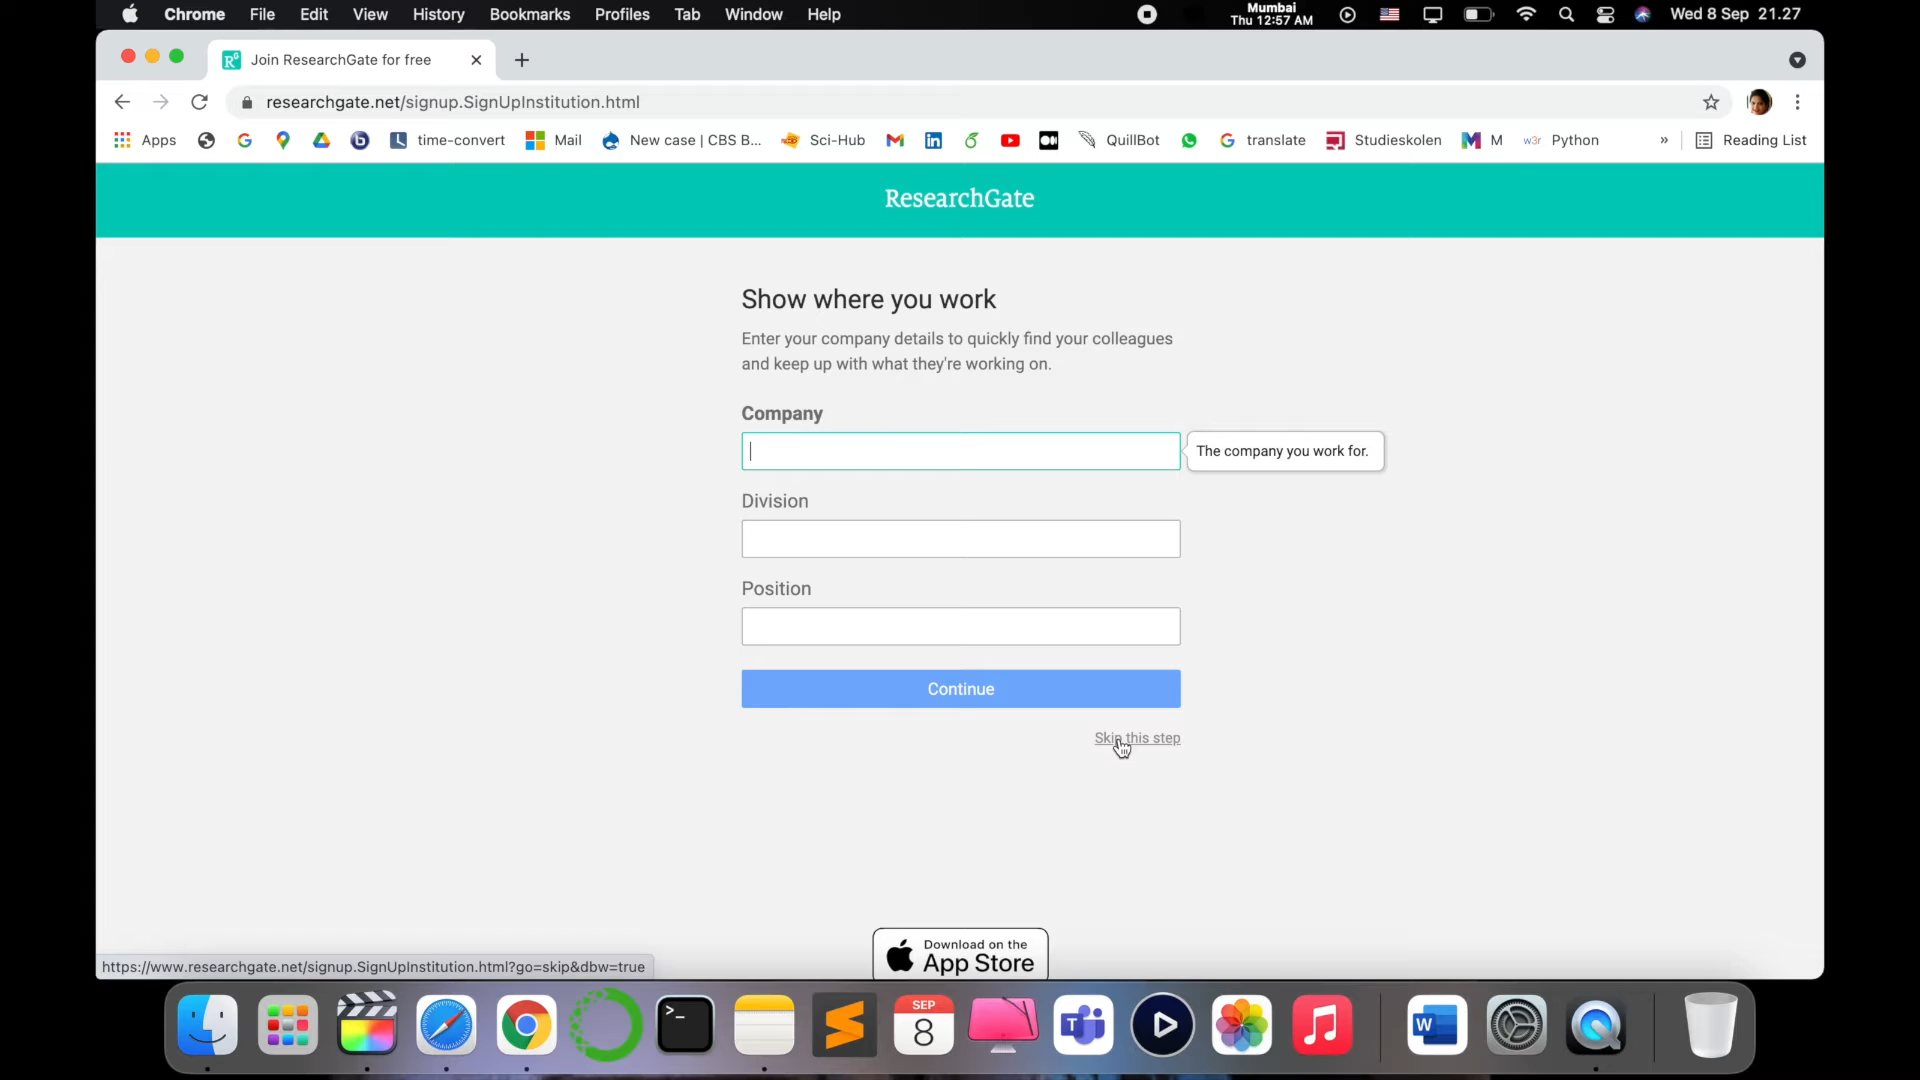 Chrome File Edit View History Bookmarks Profiles Tab Window Help
Mumbai
Thu 12:57 AM
Wed 8 Sep 21.27
Join ResearchGate for free
researchgate.net/signup.SignUpInstitution.html
Apps
time-convert
Mail
New case | CBS B...
Sci-Hub
QuillBot
translate
Studieskolen
M
w3r Python
»
Reading List
ResearchGate
Show where you work
Enter your company details to quickly find your colleagues
and keep up with what they're working on.
Company
The company you work for.
Division
Position
Continue
Skip this step
Download on the
App Store
https://www.researchgate.net/signup.SignUpInstitution.html?go=skip&dbw=true
SEP
8